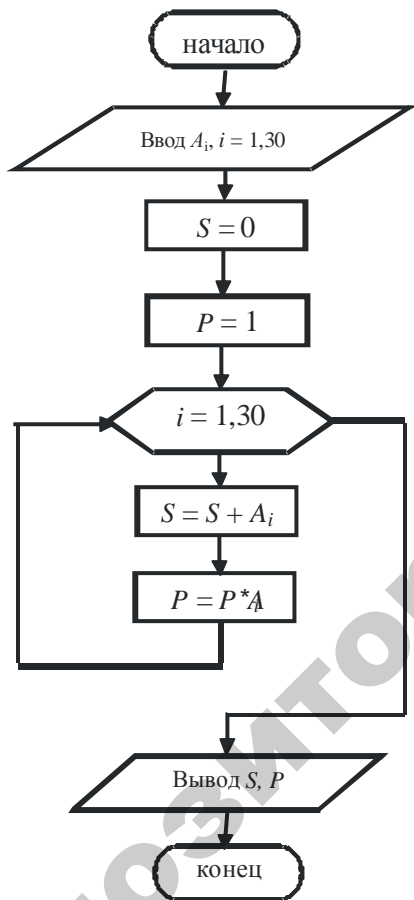 начало
Ввод Ai, i = 1,30
S = 0
P = 1
i = 1,30
S = S + Ai
P = P*Ai
Вывод S, P
конец